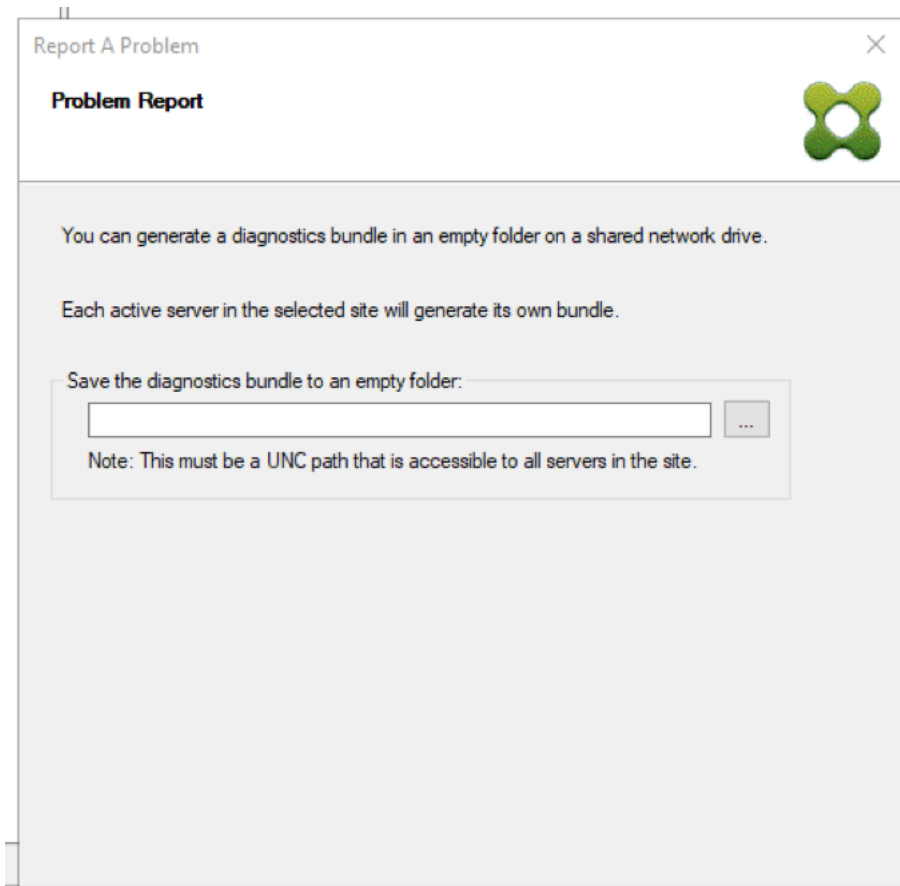 Report A Problem
Problem Report
You can generate a diagnostics bundle in an empty folder on a shared network drive.
Each active server in the selected site will generate its own bundle.
Save the diagnostics bundle to an empty folder:
...
Note: This must be a UNC path that is accessible to all servers in the site.